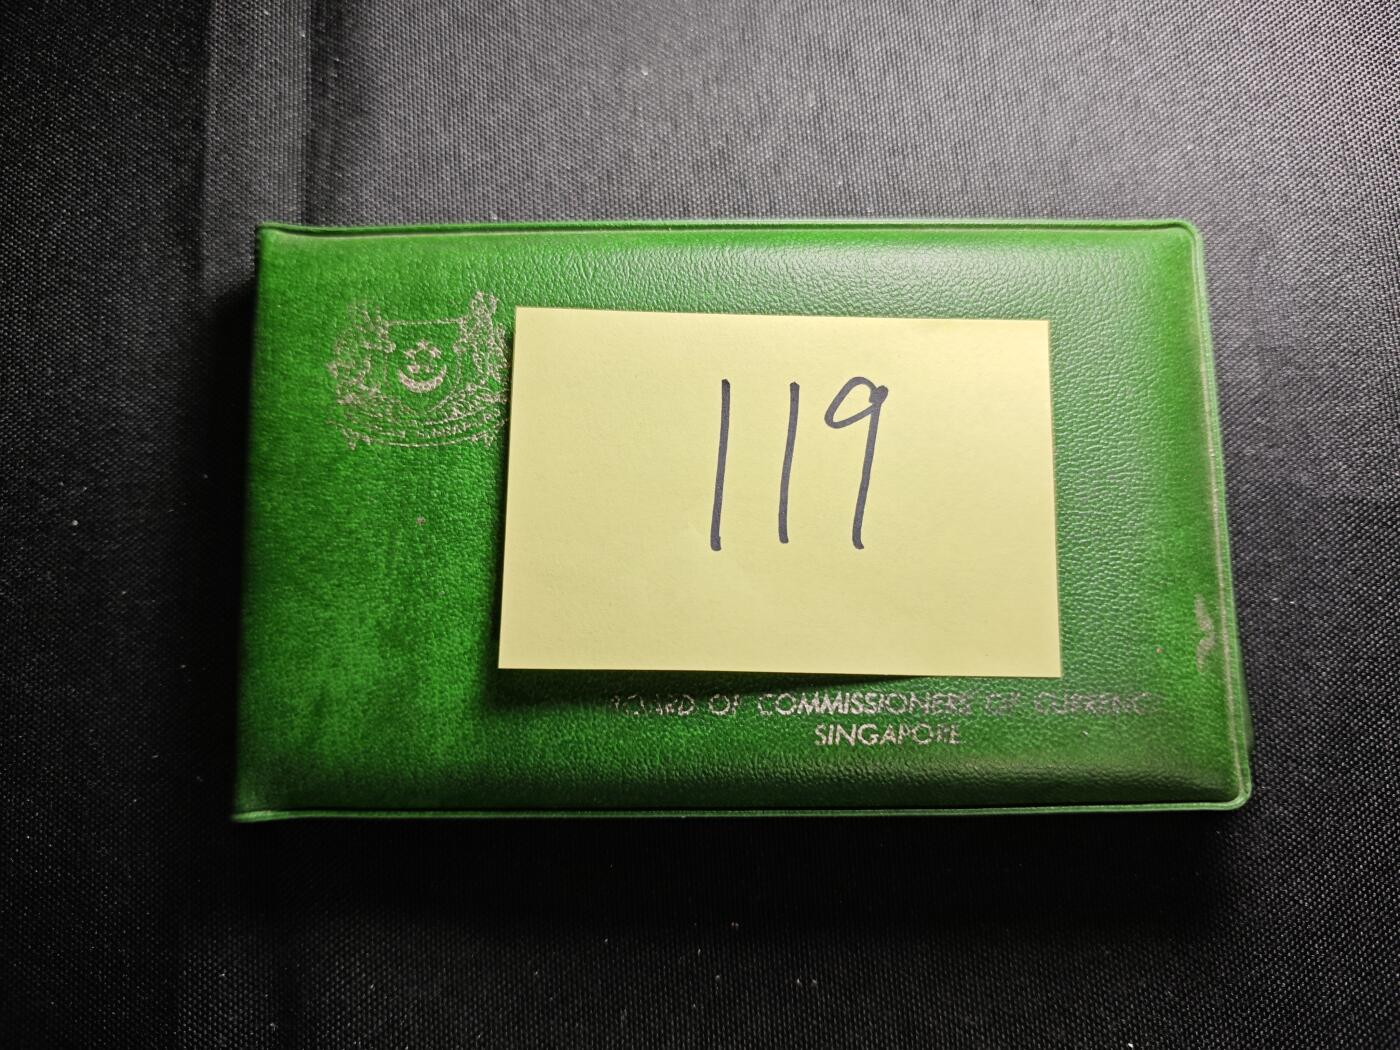 119
BOARD OF COMMISSIONERS OF CURRENCY
SINGAPORE